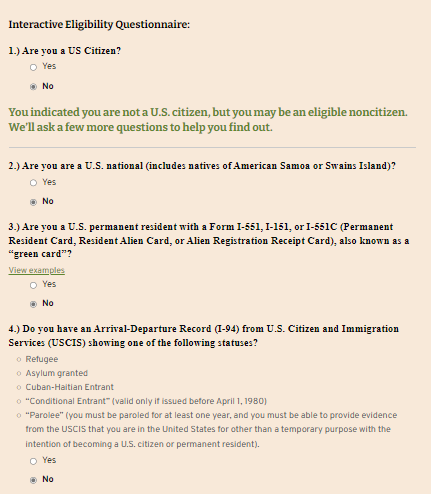 Interactive Eligibility Questionnaire:
1.) Are you a US Citizen?
Yes
No
You indicated you are not a U.S. citizen, but you may be an eligible noncitizen.
We'll ask a few more questions to help you find out.
2.) Are you are a U.S. national (includes natives of American Samoa or Swains Island)?
Yes
No
3.) Are you a U.S. permanent resident with a Form I-551, I-151, or I-551C (Permanent
Resident Card, Resident Alien Card, or Alien Registration Receipt Card), also known as a
“green card”?
View examples
Yes
No
4.) Do you have an Arrival-Departure Record (I-94) from U.S. Citizen and Immigration
Services (USCIS) showing one of the following statuses?
Refugee
Asylum granted
Cuban-Haitian Entrant
“Conditional Entrant” (valid only if issued before April 1, 1980)
“Parolee” (you must be paroled for at least one year, and you must be able to provide evidence
from the USCIS that you are in the United States for other than a temporary purpose with the
intention of becoming a U.S. citizen or permanent resident).
Yes
No